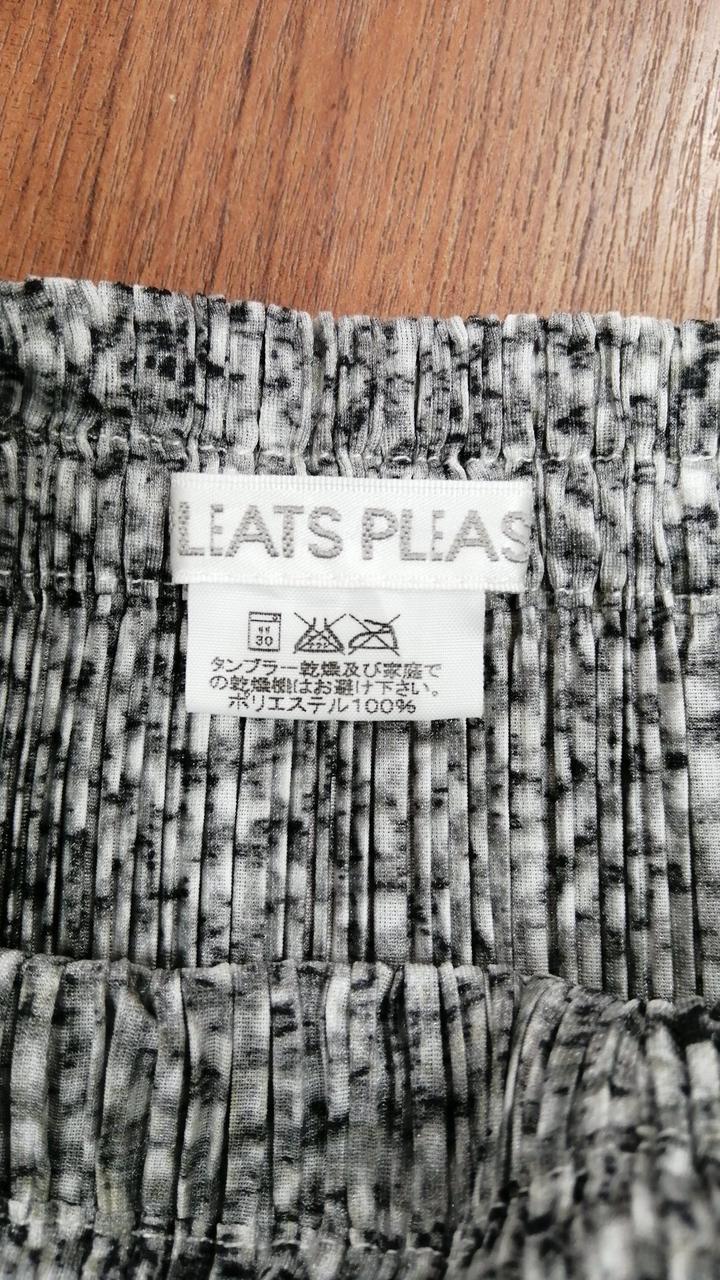 LEATS PLEAS
30
タンブラー乾燥及び家庭で
の乾燥機はお避け下さい。
ポリエステル100%